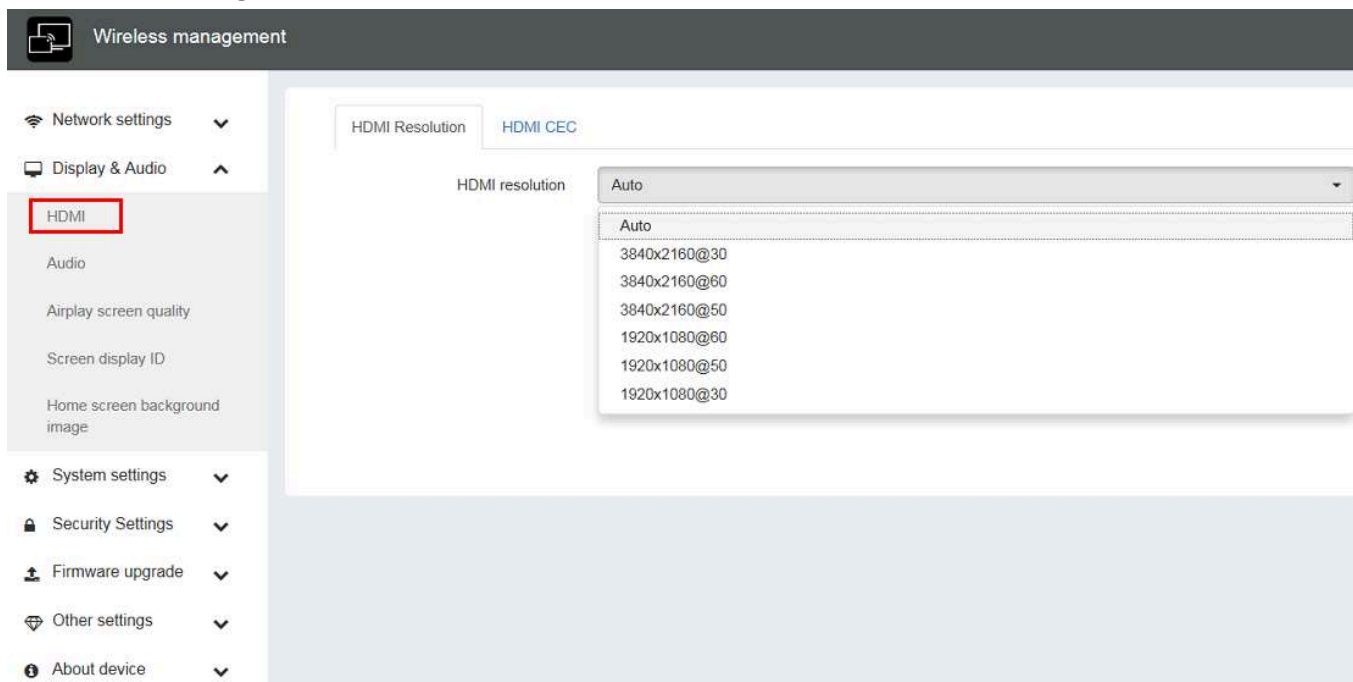 Wireless management
Network settings
Display & Audio
HDMI
Audio
Airplay screen quality
Screen display ID
Home screen background
image
System settings
Security Settings
Firmware upgrade
Other settings
About device
HDMI Resolution HDMI CEC
HDMI resolution Auto
Auto
3840x2160@30
3840x2160@60
3840x2160@50
1920x1080@60
1920x1080@50
1920x1080@30